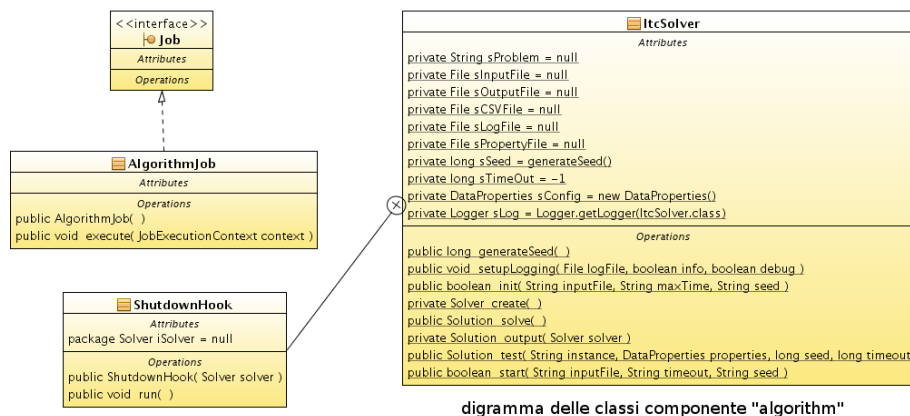 <<interface>>
Job
Attributes
Operations
AlgorithmJob
Attributes
Operations
public AlgorithmJob( )
public void execute( JobExecutionContext context )
ShutdownHook
Attributes
package Solver iSolver = null
Operations
public ShutdownHook( Solver solver )
public void run( )
ItcSolver
Attributes
private String sProblem = null
private File sInputFile = null
private File sOutputFile = null
private File sCSVFile = null
private File sLogFile = null
private File sPropertyFile = null
private long sSeed = generateSeed()
private long sTimeOut = -1
private DataProperties sConfig = new DataProperties()
private Logger sLog = Logger.getLogger(ItcSolver.class)
Operations
public long generateSeed( )
public void setupLogging( File logFile, boolean info, boolean debug )
public boolean init( String inputFile, String maxTime, String seed )
private Solver create( )
public Solution solve( )
private Solution output( Solver solver )
public Solution test( String instance, DataProperties properties, long seed, long timeout
public boolean start( String inputFile, String timeout, String seed )
digramma delle classi componente "algorithm"